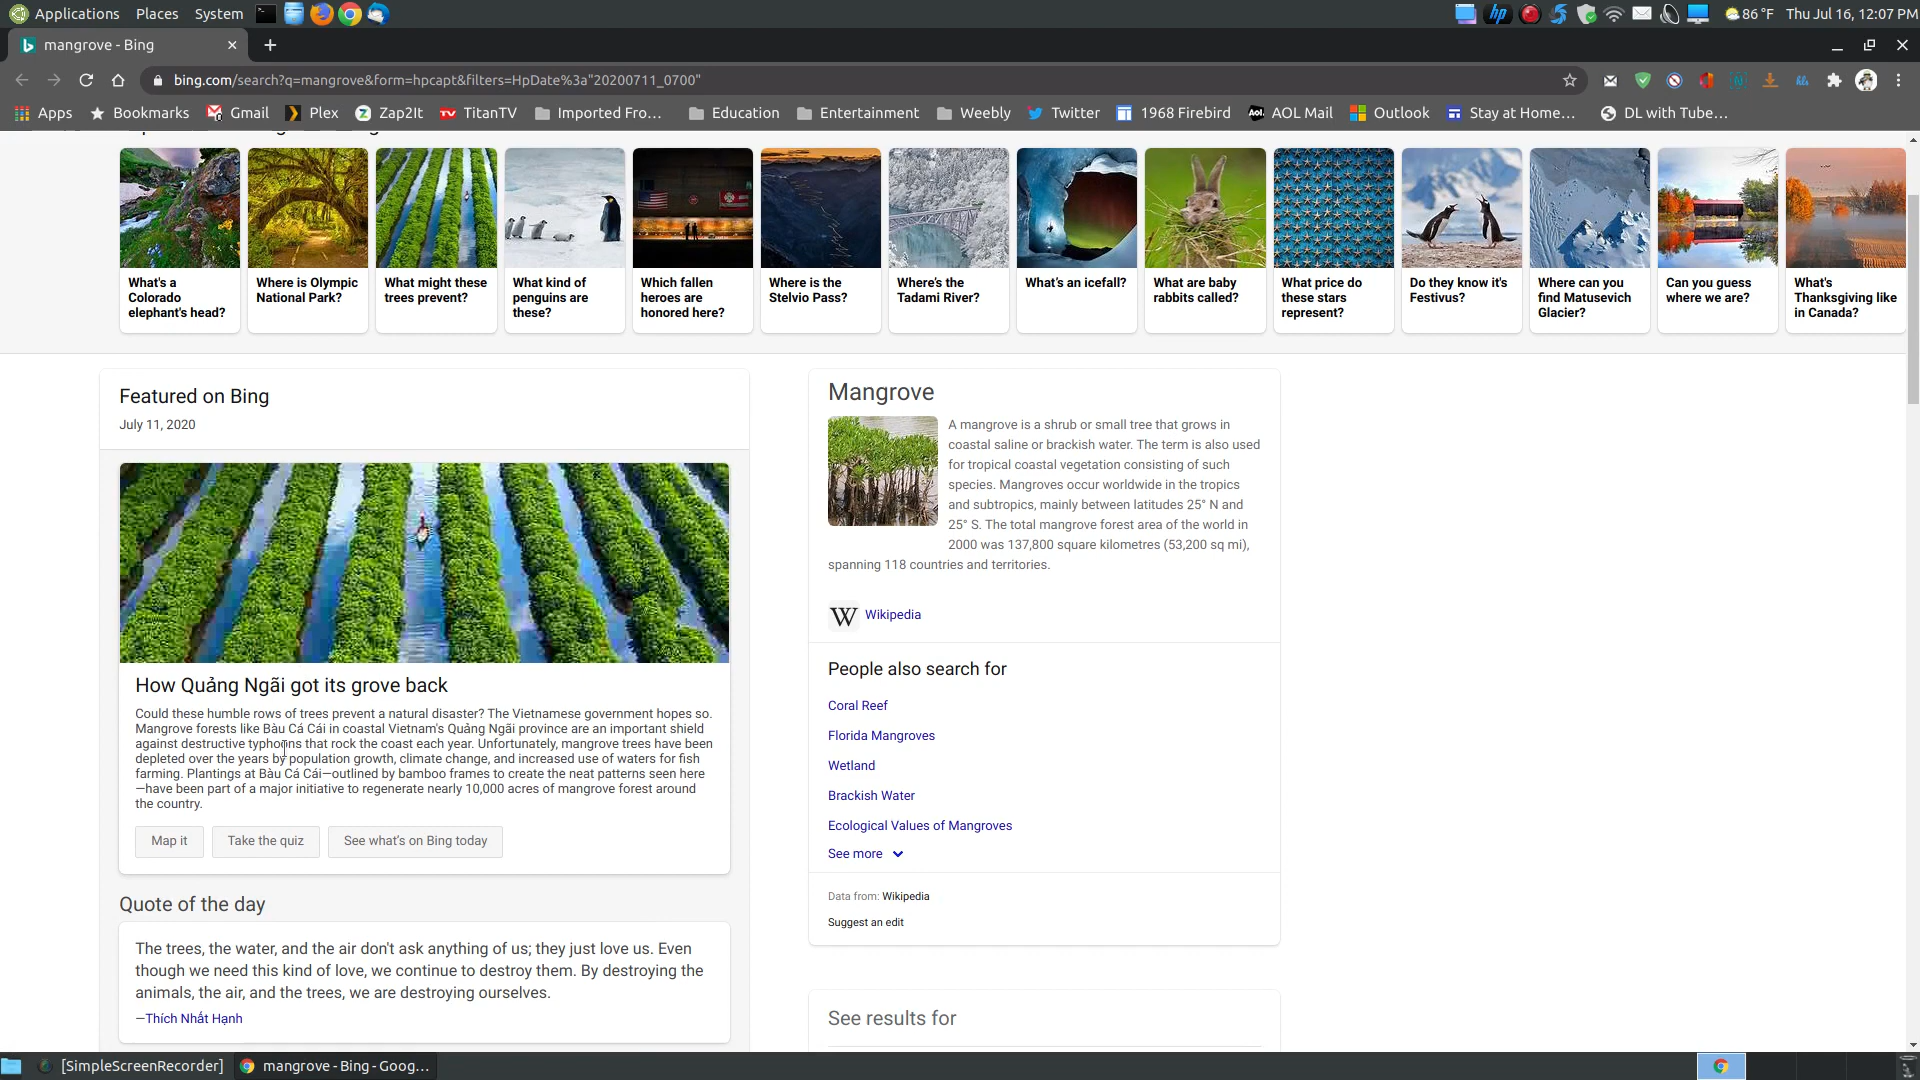 Applications Places System
86 °F Thu Jul 16, 12:07 PM
mangrove - Bing
bing.com/search?q=mangrove&form=hpcapt&filters=HpDate%3a"20200711_0700"
Apps Bookmarks Gmail Plex Zap2It TitanTV Imported Fro... Education Entertainment Weebly Twitter 1968 Firebird AOL Mail Outlook Stay at Home... DL with Tube...
What's a
Colorado
elephant's head?
Where is Olympic
National Park?
What might these
trees prevent?
What kind of
penguins are
these?
Which fallen
heroes are
honored here?
Where is the
Stelvio Pass?
Where's the
Tadami River?
What's an icefall?
What are baby
rabbits called?
What price do
these stars
represent?
Do they know it's
Festivus?
Where can you
find Matusevich
Glacier?
Can you guess
where we are?
What's
Thanksgiving like
in Canada?
Featured on Bing
July 11, 2020
How Quảng Ngãi got its grove back
Could these humble rows of trees prevent a natural disaster? The Vietnamese government hopes so.
Mangrove forests like Bàu Cá Cái in coastal Vietnam's Quảng Ngãi province are an important shield
against destructive typhoons that rock the coast each year. Unfortunately, mangrove trees have been
depleted over the years by population growth, climate change, and increased use of waters for fish
farming. Plantings at Bàu Cá Cái—outlined by bamboo frames to create the neat patterns seen here
—have been part of a major initiative to regenerate nearly 10,000 acres of mangrove forest around
the country.
Map it Take the quiz See what's on Bing today
Quote of the day
The trees, the water, and the air don't ask anything of us; they just love us. Even
though we need this kind of love, we continue to destroy them. By destroying the
animals, the air, and the trees, we are destroying ourselves.
—Thích Nhất Hạnh
Mangrove
A mangrove is a shrub or small tree that grows in
coastal saline or brackish water. The term is also used
for tropical coastal vegetation consisting of such
species. Mangroves occur worldwide in the tropics
and subtropics, mainly between latitudes 25° N and
25° S. The total mangrove forest area of the world in
2000 was 137,800 square kilometres (53,200 sq mi),
spanning 118 countries and territories.
W Wikipedia
People also search for
Coral Reef
Florida Mangroves
Wetland
Brackish Water
Ecological Values of Mangroves
See more
Data from: Wikipedia
Suggest an edit
See results for
[SimpleScreenRecorder] mangrove - Bing - Goog...